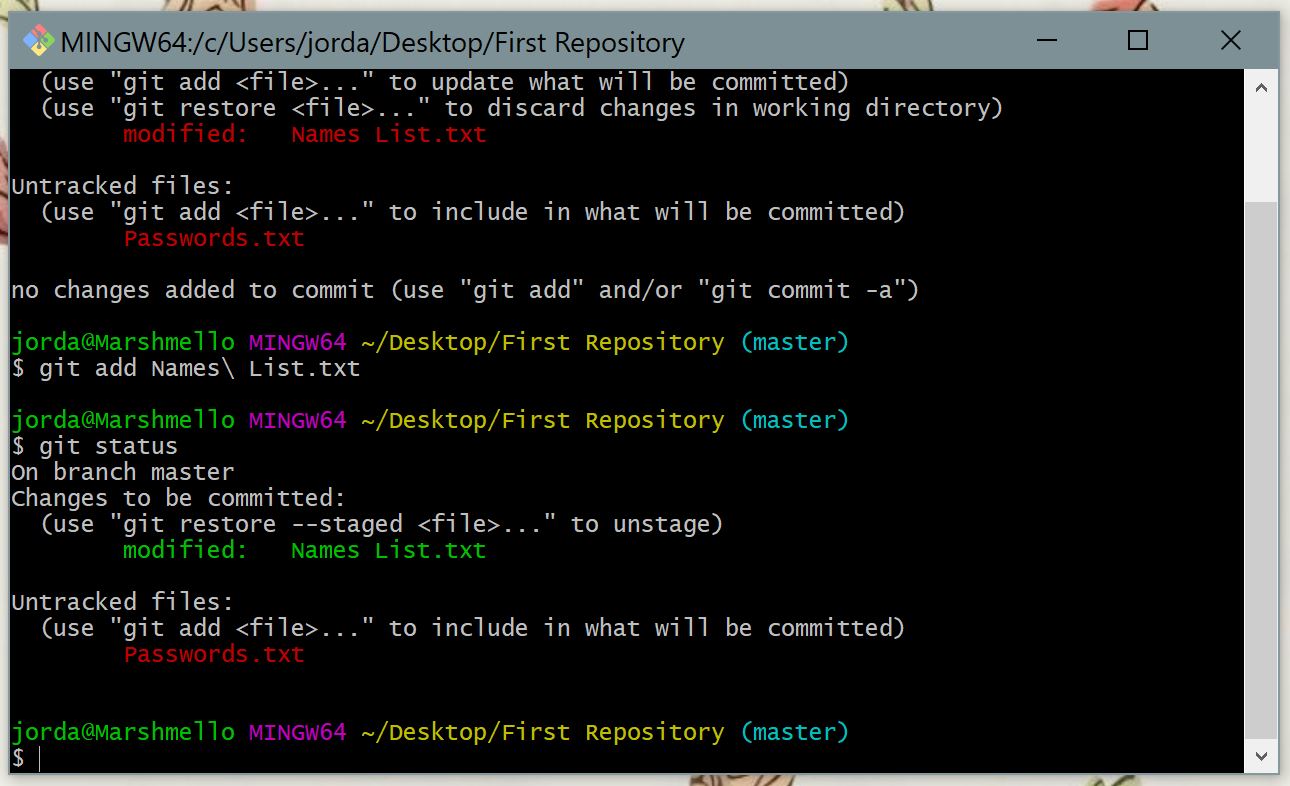 MINGW64:/c/Users/jorda/Desktop/First Repository
(use "git add <file>..." to update what will be committed)
(use "git restore <file>..." to discard changes in working directory)
modified:   Names List.txt
Untracked files:
(use "git add <file>..." to include in what will be committed)
Passwords.txt
no changes added to commit (use "git add" and/or "git commit -a")
jorda@Marshmello MINGW64 ~/Desktop/First Repository (master)
$ git add Names\ List.txt
jorda@Marshmello MINGW64 ~/Desktop/First Repository (master)
$ git status
On branch master
Changes to be committed:
(use "git restore --staged <file>..." to unstage)
modified:   Names List.txt
Untracked files:
(use "git add <file>..." to include in what will be committed)
Passwords.txt
jorda@Marshmello MINGW64 ~/Desktop/First Repository (master)
$